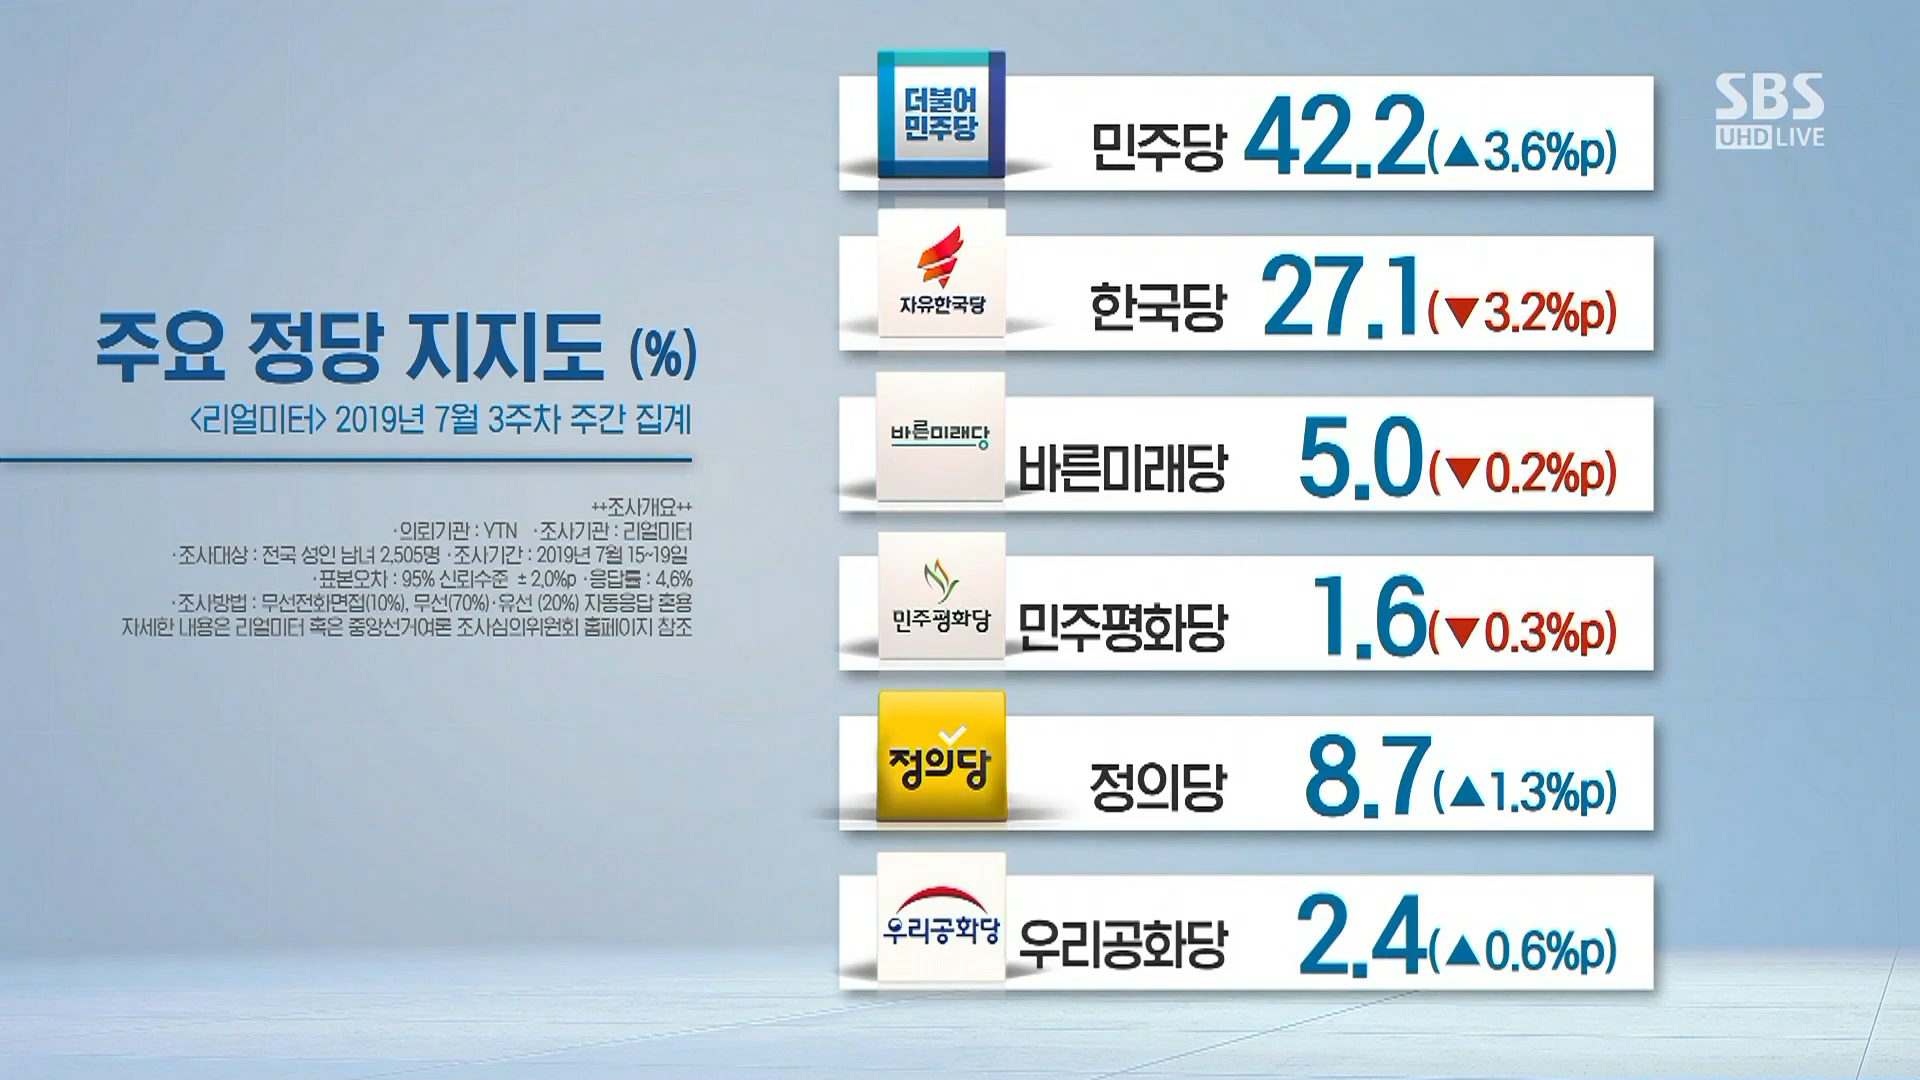 주요 정당 지지도 (%)
<리얼미터> 2019년 7월 3주차 주간 집계
++조사개요++
·의뢰기관 : YTN ·조사기관 : 리얼미터
·조사대상 : 전국 성인 남녀 2,505명 ·조사기간 : 2019년 7월 15~19일
·표본오차 : 95% 신뢰수준 ±2.0%p ·응답률 : 4.6%
·조사방법 : 무선전화면접(10%), 무선(70%)·유선 (20%) 자동응답 혼용
자세한 내용은 리얼미터 혹은 중앙선거여론 조사심의위원회 홈페이지 참조
더불어
민주당
민주당 42.2(▲3.6%p)
자유한국당
한국당 27.1(▼3.2%p)
바른미래당
바른미래당 5.0(▼0.2%p)
민주평화당
민주평화당 1.6(▼0.3%p)
정의당
정의당 8.7(▲1.3%p)
우리공화당
우리공화당 2.4(▲0.6%p)
SBS
UHD LIVE